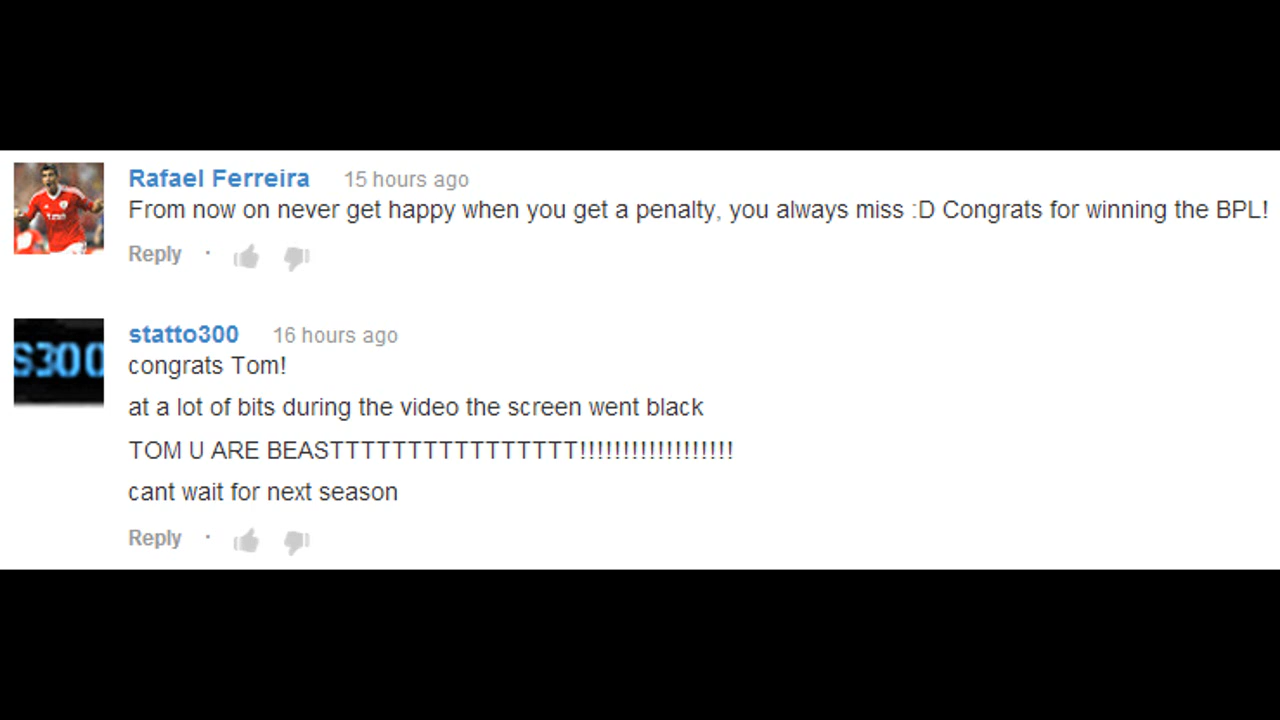 Rafael Ferreira 15 hours ago
From now on never get happy when you get a penalty, you always miss :D Congrats for winning the BPL!
Reply ·
S300
statto300 16 hours ago
congrats Tom!
at a lot of bits during the video the screen went black
TOM U ARE BEASTTTTTTTTTTTTTTTT!!!!!!!!!!!!!!!!!!
cant wait for next season
Reply ·